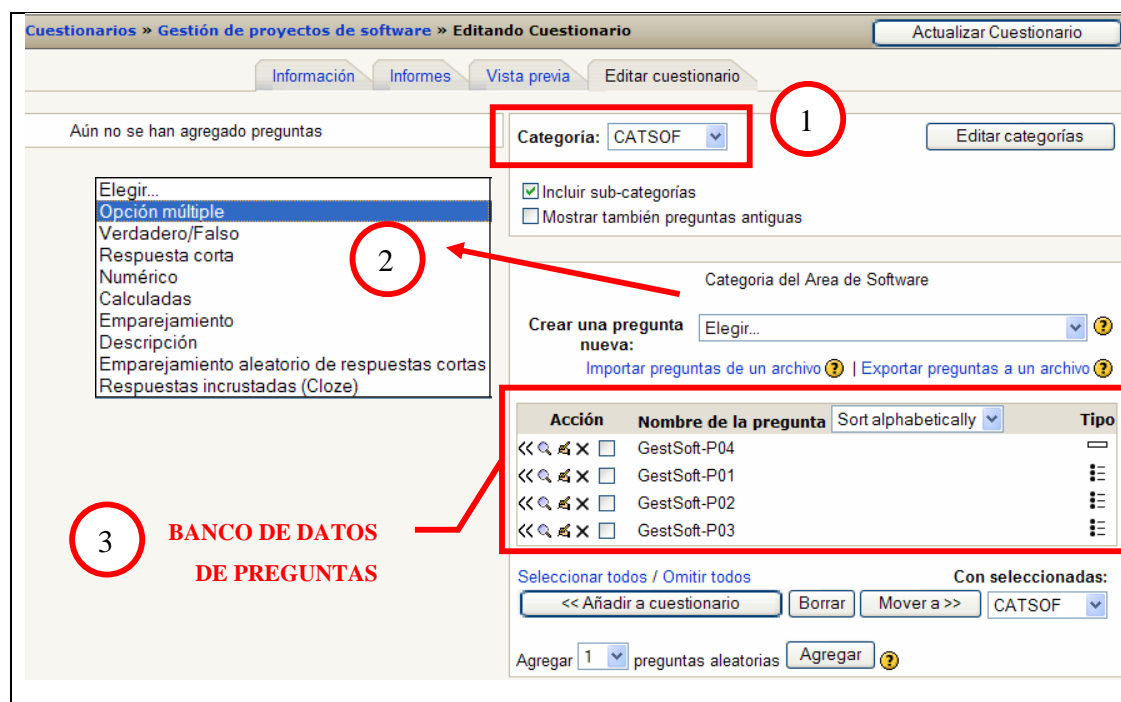 Cuestionarios » Gestión de proyectos de software » Editando Cuestionario
Actualizar Cuestionario
Información
Informes
Vista previa
Editar cuestionario
Aún no se han agregado preguntas
Categoría: CATSOF
1
Editar categorías
Incluir sub-categorías
Mostrar también preguntas antiguas
Elegir...
Opción múltiple
Verdadero/Falso
Respuesta corta
Numérico
Calculadas
Emparejamiento
Descripción
Emparejamiento aleatorio de respuestas cortas
Respuestas incrustadas (Cloze)
2
Categoria del Area de Software
Crear una pregunta
nueva:
Elegir...
Importar preguntas de un archivo ? | Exportar preguntas a un archivo ?
Acción Nombre de la pregunta Sort alphabetically Tipo
GestSoft-P04
GestSoft-P01
GestSoft-P02
GestSoft-P03
3
BANCO DE DATOS
DE PREGUNTAS
Seleccionar todos / Omitir todos
Con seleccionadas:
<< Añadir a cuestionario
Borrar
Mover a >>
CATSOF
Agregar 1 preguntas aleatorias Agregar ?